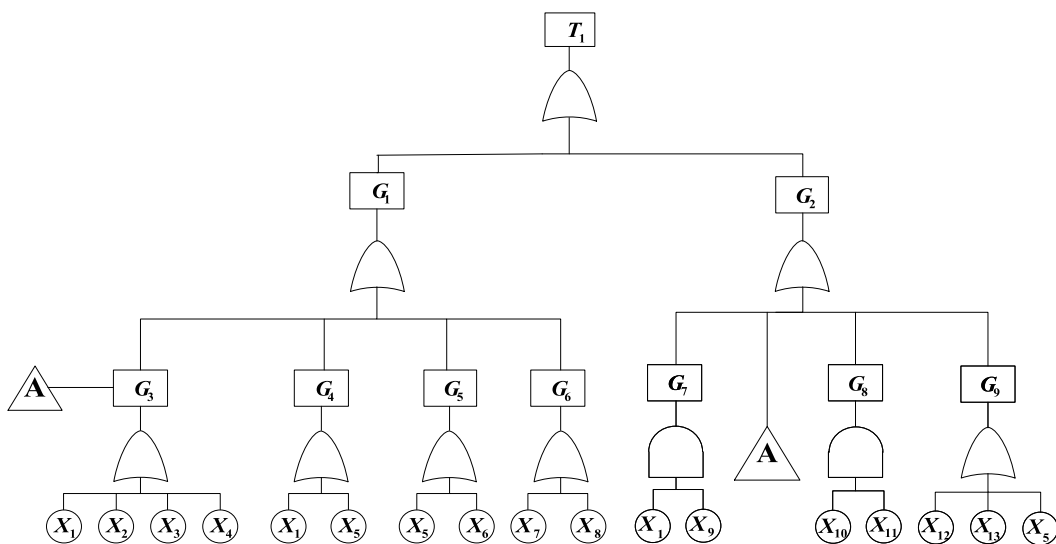 T₁
G₁ G₂
A G₃ G₄ G₅ G₆ G₇ A G₈ G₉
X₁ X₂ X₃ X₄ X₁ X₅ X₅ X₆ X₇ X₈ X₁ X₉ X₁₀ X₁₁ X₁₂ X₁₃ X₅